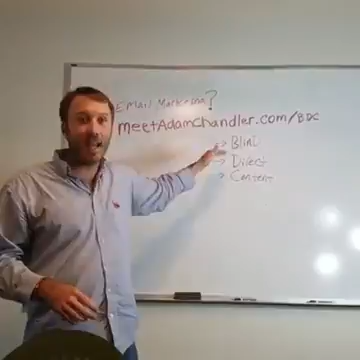 Email Marketing?
meetAdamChandler.com/BDC
→ Blind
→ Direct
→ Content